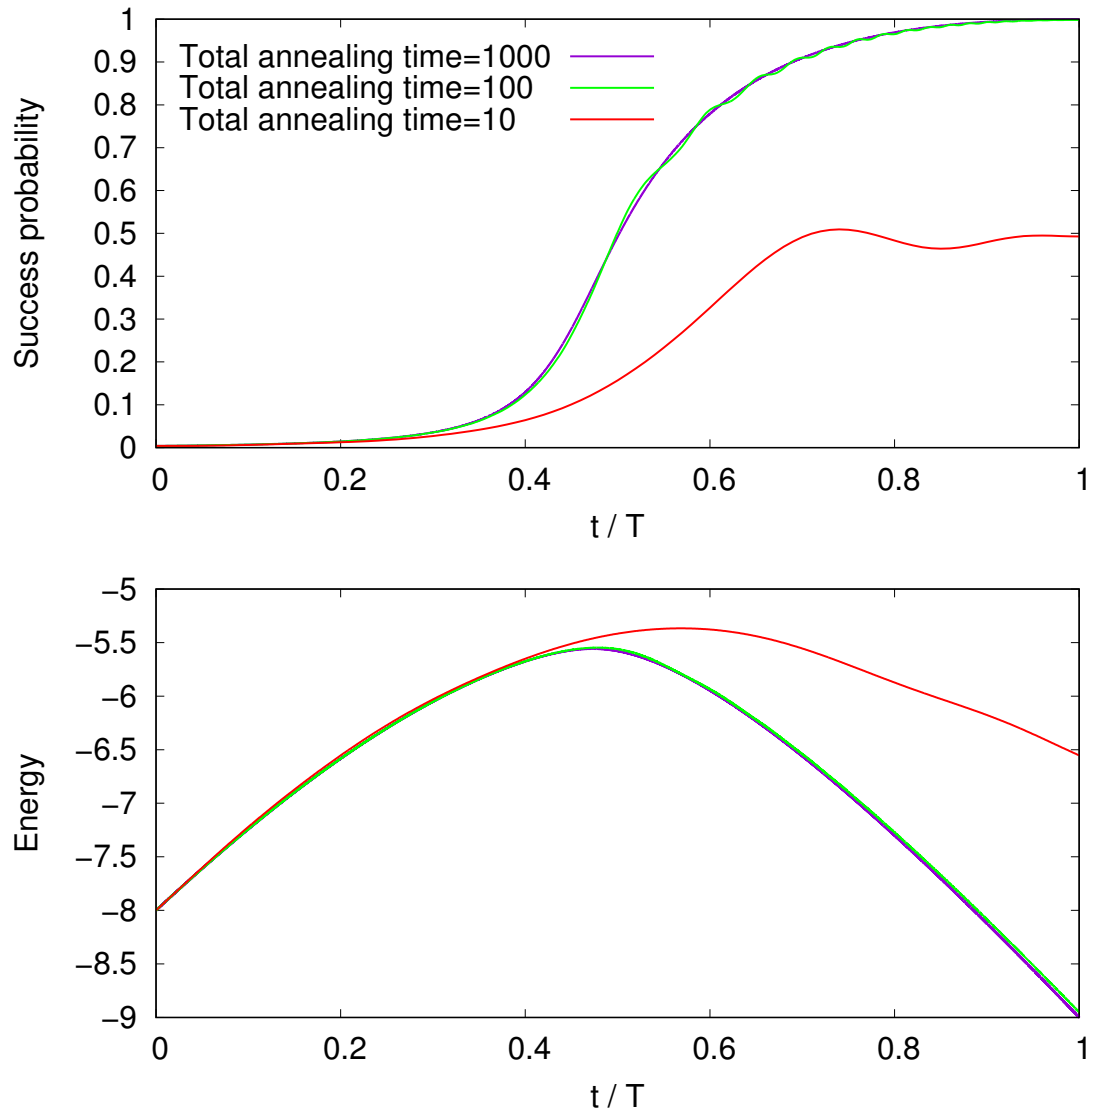 1
0.9
0.8
0.7
0.6
0.5
0.4
0.3
0.2
0.1
0
Success probability
Total annealing time=1000
Total annealing time=100
Total annealing time=10
0 0.2 0.4 0.6 0.8 1
t / T
−5
−5.5
−6
−6.5
−7
−7.5
−8
−8.5
−9
Energy
0 0.2 0.4 0.6 0.8 1
t / T